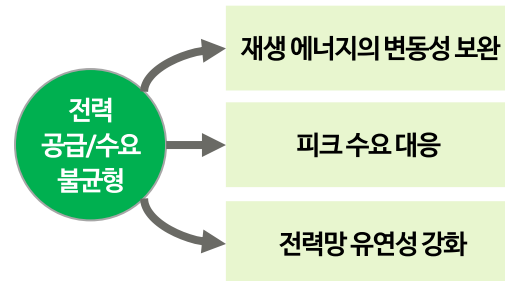 전력
공급/수요
불균형
재생 에너지의 변동성 보완
피크 수요 대응
전력망 유연성 강화